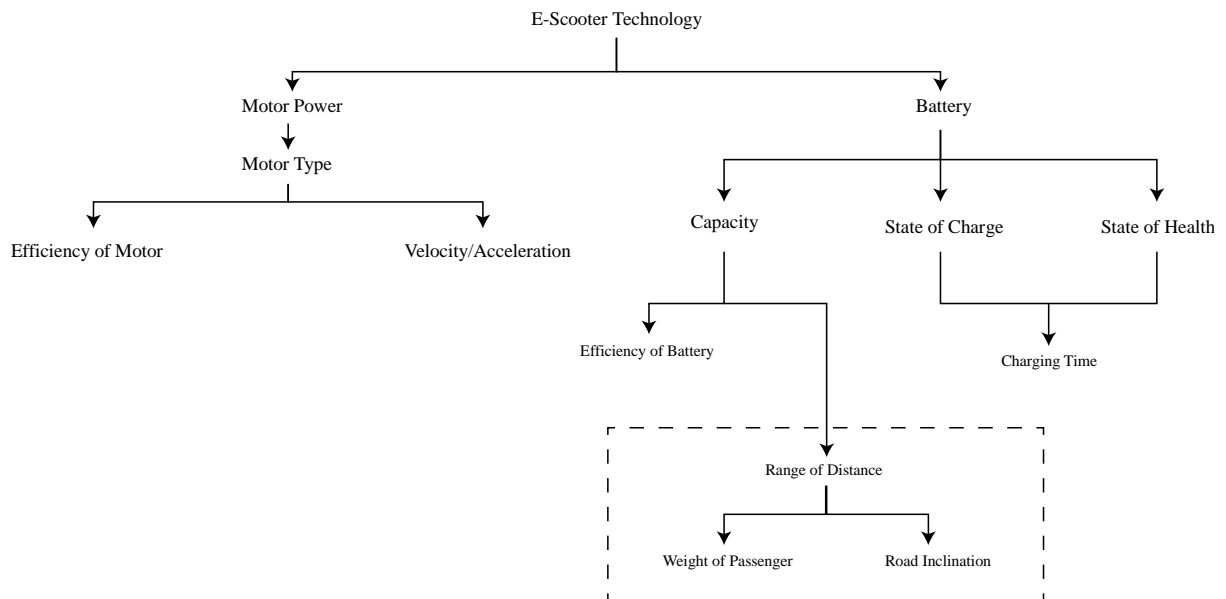 E-Scooter Technology
Motor Power
Battery
Motor Type
Capacity
State of Charge
State of Health
Efficiency of Motor
Velocity/Acceleration
Efficiency of Battery
Charging Time
Range of Distance
Weight of Passenger
Road Inclination